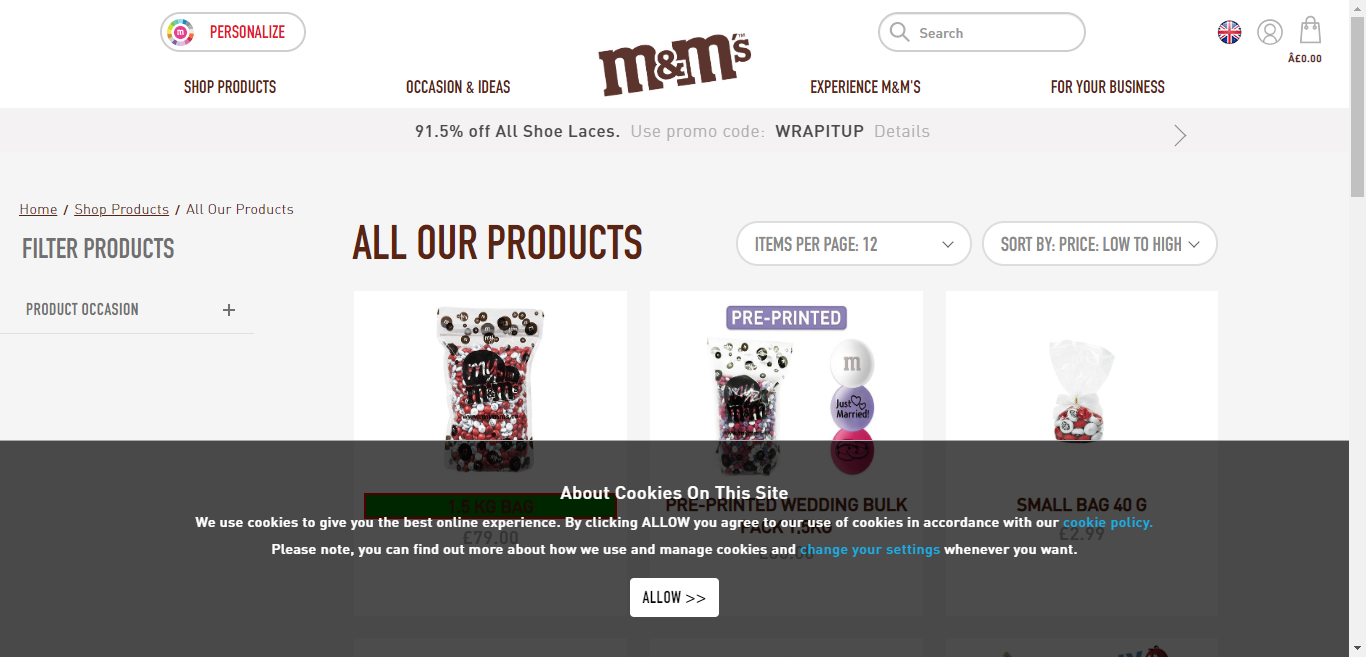 PERSONALIZE
Search
m&m's
Â£0.00
SHOP PRODUCTS
OCCASION & IDEAS
EXPERIENCE M&M'S
FOR YOUR BUSINESS
91.5% off All Shoe Laces. Use promo code: WRAPITUP Details
Home / Shop Products / All Our Products
FILTER PRODUCTS
PRODUCT OCCASION
ALL OUR PRODUCTS
ITEMS PER PAGE: 12
SORT BY: PRICE: LOW TO HIGH
PRE-PRINTED
m
Just
Married!
1.5 KG BAG
£79.00
PRE-PRINTED WEDDING BULK
PACK 1,5KG
SMALL BAG 40 G
£2.99
About Cookies On This Site
We use cookies to give you the best online experience. By clicking ALLOW you agree to our use of cookies in accordance with our cookie policy.
Please note, you can find out more about how we use and manage cookies and change your settings whenever you want.
ALLOW >>